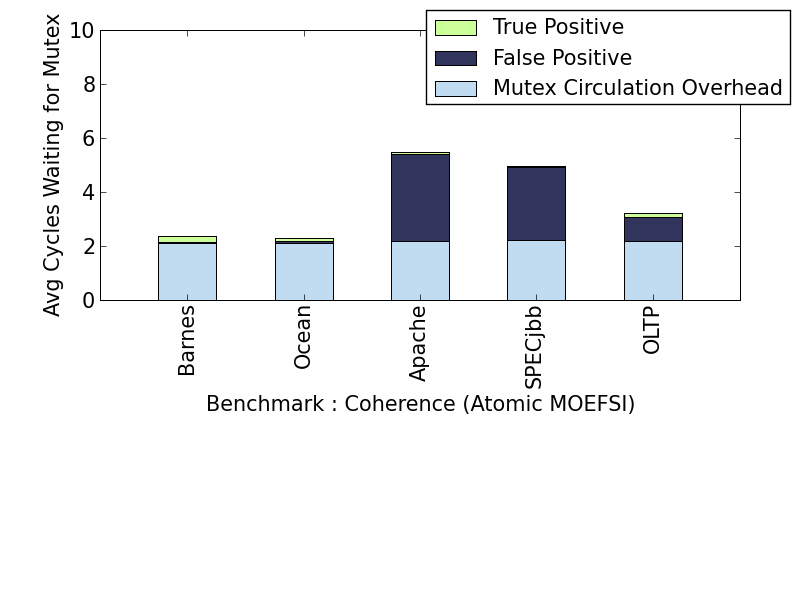 True Positive
False Positive
Mutex Circulation Overhead
Avg Cycles Waiting for Mutex
10
8
6
4
2
0
Barnes
Ocean
Apache
SPECjbb
OLTP
Benchmark : Coherence (Atomic MOEFSI)